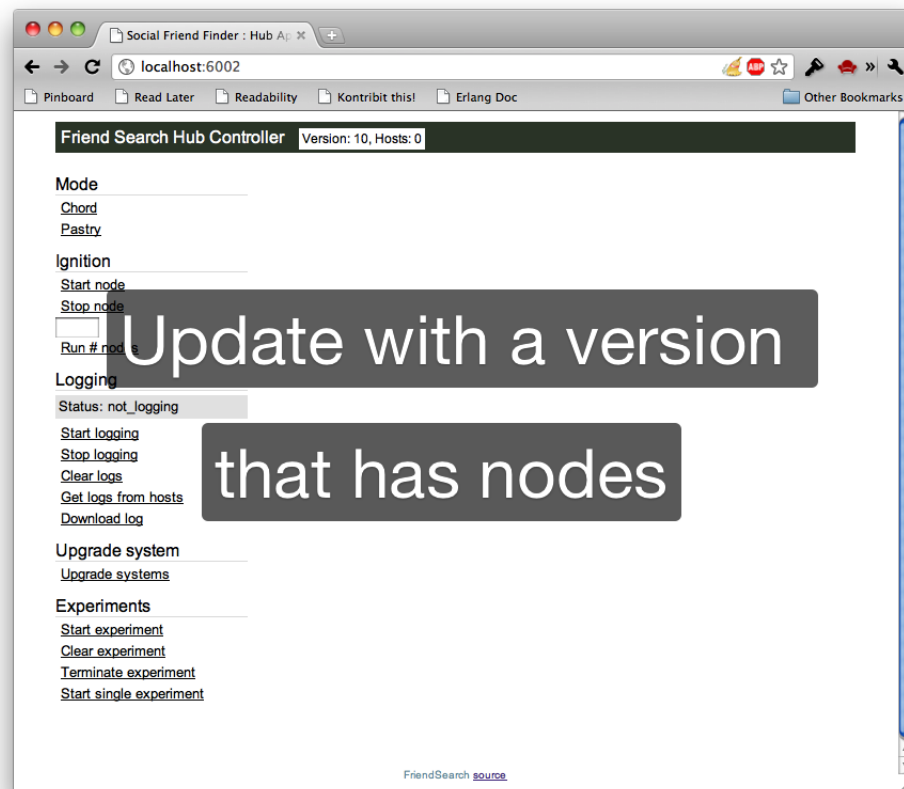 Social Friend Finder : Hub Ap
localhost:6002
ABP
Pinboard Read Later Readability Kontribit this! Erlang Doc Other Bookmarks
Friend Search Hub Controller Version: 10, Hosts: 0
Mode
Chord
Pastry
Ignition
Start node
Stop node
Run # nodes
Update with a version
that has nodes
Logging
Status: not_logging
Start logging
Stop logging
Clear logs
Get logs from hosts
Download log
Upgrade system
Upgrade systems
Experiments
Start experiment
Clear experiment
Terminate experiment
Start single experiment
FriendSearch source